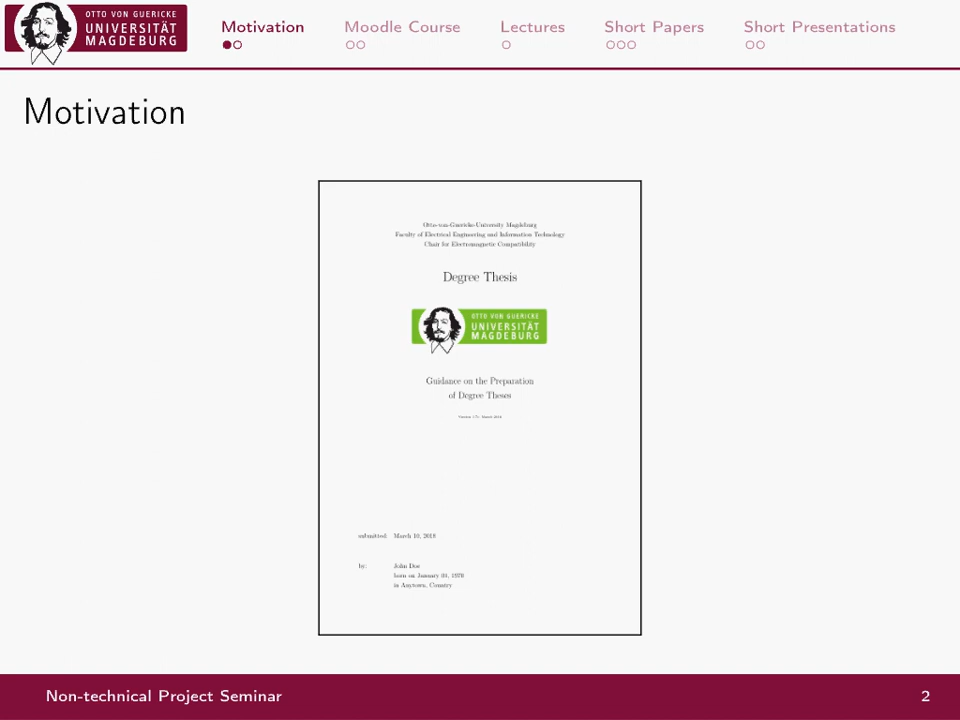 OTTO VON GUERICKE
UNIVERSITÄT
MAGDEBURG
Motivation
Moodle Course
Lectures
Short Papers
Short Presentations
Motivation
Otto-von-Guericke-University Magdeburg
Faculty of Electrical Engineering and Information Technology
Chair for Electromagnetic Compatibility
Degree Thesis
OTTO VON GUERICKE
UNIVERSITÄT
MAGDEBURG
Guidance on the Preparation
of Degree Theses
submitted: March 10, 2018
by: John Doe
born on January 01, 1970
in Anytown, Country
Non-technical Project Seminar
2